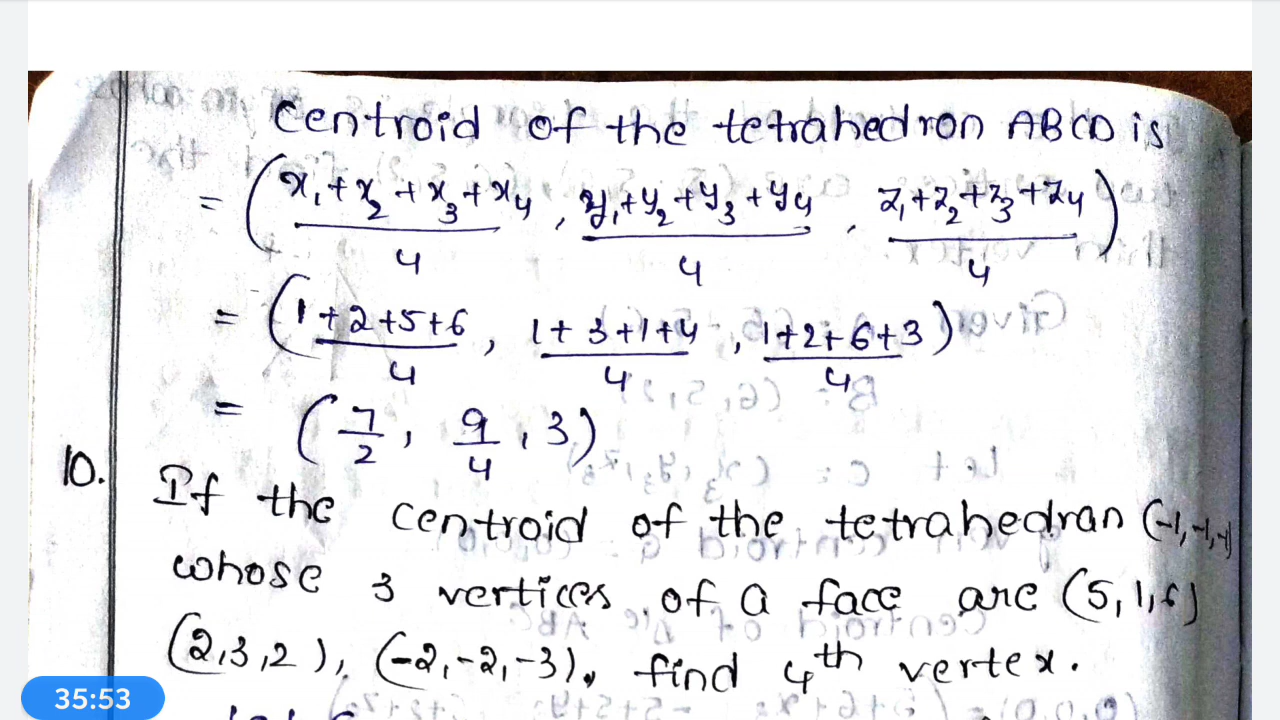 Centroid of the tetrahedron ABCD is
= (x₁+x₂+x₃+x₄/4, y₁+y₂+y₃+y₄/4, z₁+z₂+z₃+z₄/4)
= (1+2+5+6/4, 1+3+1+4/4, 1+2+6+3/4)
= (7/2, 9/4, 3)
10. If the centroid of the tetrahedran (-1,-1,-1)
whose 3 vertices of a face are (5,1,6)
(2,3,2), (-2,-2,-3), find 4th vertex.
35:53